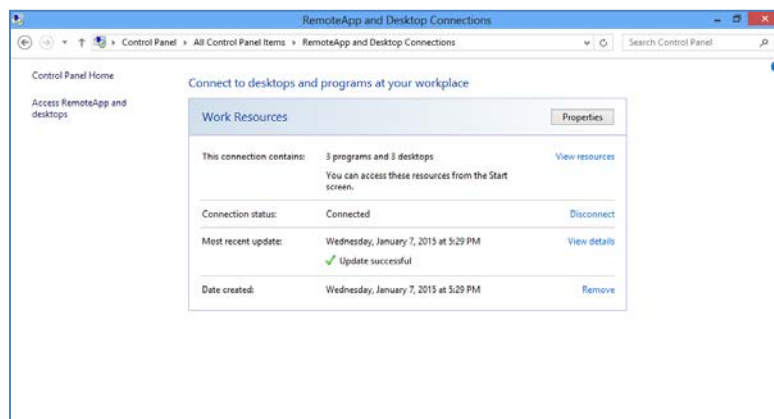 RemoteApp and Desktop Connections
Control Panel All Control Panel Items RemoteApp and Desktop Connections Search Control Panel
Control Panel Home
Access RemoteApp and
desktops
Connect to desktops and programs at your workplace
Work Resources Properties
This connection contains: 3 programs and 3 desktops View resources
You can access these resources from the Start
screen.
Connection status: Connected Disconnect
Most recent update: Wednesday, January 7, 2015 at 5:29 PM View details
Update successful
Date created: Wednesday, January 7, 2015 at 5:29 PM Remove